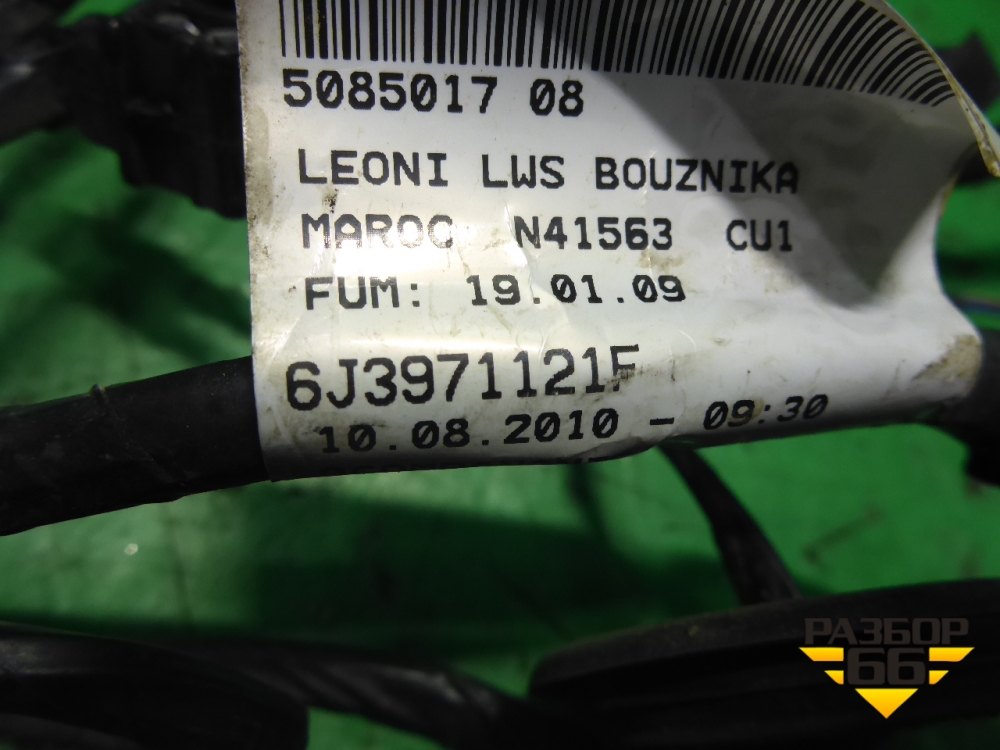 5085017 08
LEONI LWS BOUZNIKA
MAROC N41563 CU1
FUM: 19.01.09
6J3971121F
10.08.2010 - 09:30
РАЗБОР
66